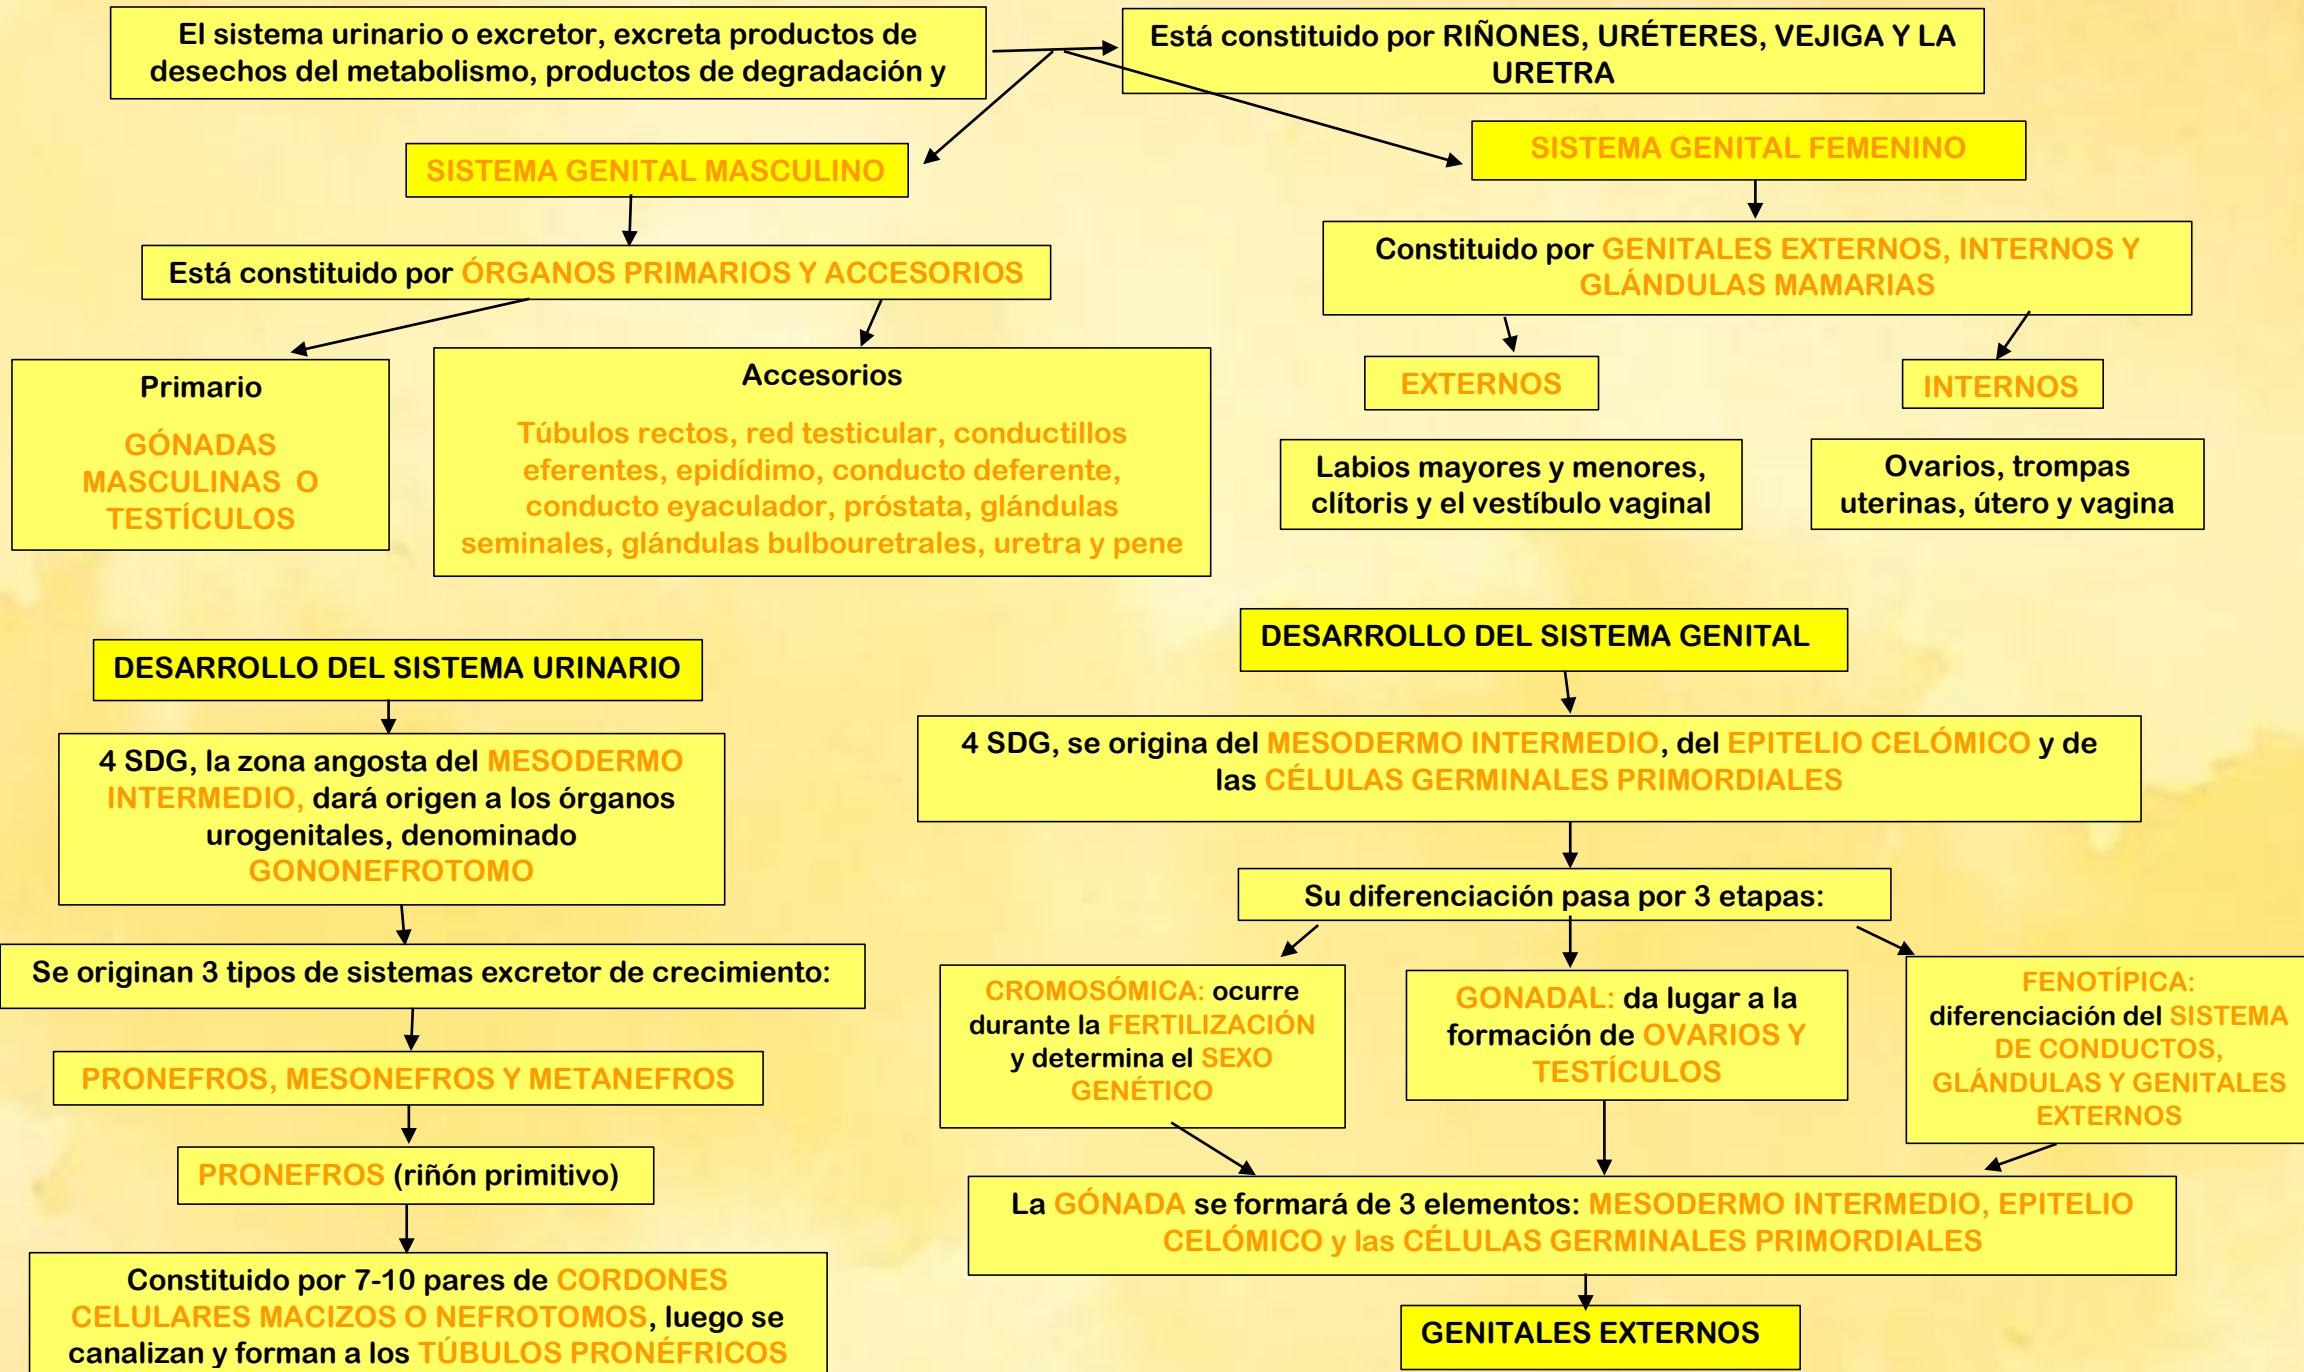 El sistema urinario o excretor, excreta productos de
desechos del metabolismo, productos de degradación y
Está constituido por RIÑONES, URÉTERES, VEJIGA Y LA
URETRA
SISTEMA GENITAL MASCULINO
SISTEMA GENITAL FEMENINO
Está constituido por ÓRGANOS PRIMARIOS Y ACCESORIOS
Constituido por GENITALES EXTERNOS, INTERNOS Y
GLÁNDULAS MAMARIAS
Primario
GÓNADAS
MASCULINAS O
TESTÍCULOS
Accesorios
Túbulos rectos, red testicular, conductillos
eferentes, epidídimo, conducto deferente,
conducto eyaculador, próstata, glándulas
seminales, glándulas bulbouretrales, uretra y pene
EXTERNOS
INTERNOS
Labios mayores y menores,
clítoris y el vestíbulo vaginal
Ovarios, trompas
uterinas, útero y vagina
DESARROLLO DEL SISTEMA URINARIO
4 SDG, la zona angosta del MESODERMO
INTERMEDIO, dará origen a los órganos
urogenitales, denominado
GONONEFROTOMO
Se originan 3 tipos de sistemas excretor de crecimiento:
PRONEFROS, MESONEFROS Y METANEFROS
PRONEFROS (riñón primitivo)
Constituido por 7-10 pares de CORDONES
CELULARES MACIZOS O NEFROTOMOS, luego se
canalizan y forman a los TÚBULOS PRONÉFRICOS
DESARROLLO DEL SISTEMA GENITAL
4 SDG, se origina del MESODERMO INTERMEDIO, del EPITELIO CELÓMICO y de
las CÉLULAS GERMINALES PRIMORDIALES
Su diferenciación pasa por 3 etapas:
CROMOSÓMICA: ocurre
durante la FERTILIZACIÓN
y determina el SEXO
GENÉTICO
GONADAL: da lugar a la
formación de OVARIOS Y
TESTÍCULOS
FENOTÍPICA:
diferenciación del SISTEMA
DE CONDUCTOS,
GLÁNDULAS Y GENITALES
EXTERNOS
La GÓNADA se formará de 3 elementos: MESODERMO INTERMEDIO, EPITELIO
CELÓMICO y las CÉLULAS GERMINALES PRIMORDIALES
GENITALES EXTERNOS